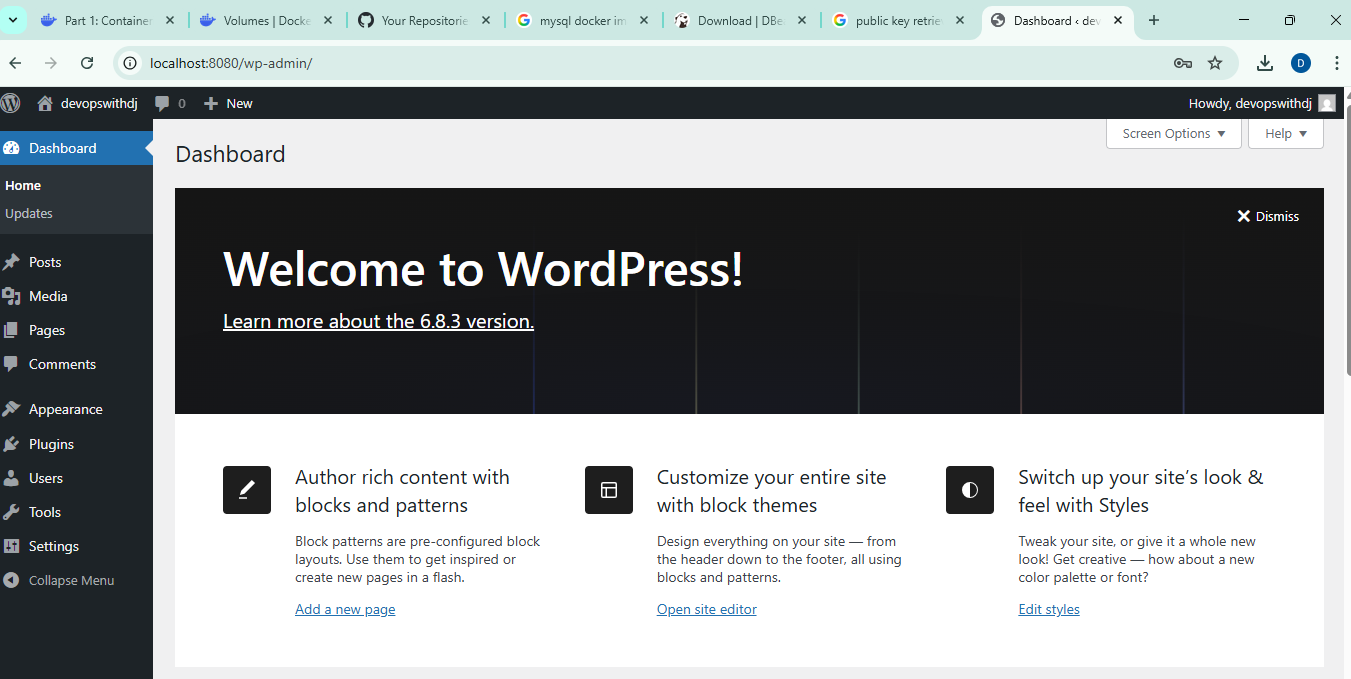 Part 1: Container
Volumes | Docke
Your Repositorie
mysql docker im
Download | DBe
public key retrie
Dashboard ‹ dev
localhost:8080/wp-admin/
D
devopswithdj
0
New
Howdy, devopswithdj
Dashboard
Home
Updates
Posts
Media
Pages
Comments
Appearance
Plugins
Users
Tools
Settings
Collapse Menu
Screen Options
Help
Dashboard
Dismiss
Welcome to WordPress!
Learn more about the 6.8.3 version.
Author rich content with
blocks and patterns
Block patterns are pre-configured block
layouts. Use them to get inspired or
create new pages in a flash.
Add a new page
Customize your entire site
with block themes
Design everything on your site — from
the header down to the footer, all using
blocks and patterns.
Open site editor
Switch up your site’s look &
feel with Styles
Tweak your site, or give it a whole new
look! Get creative — how about a new
color palette or font?
Edit styles